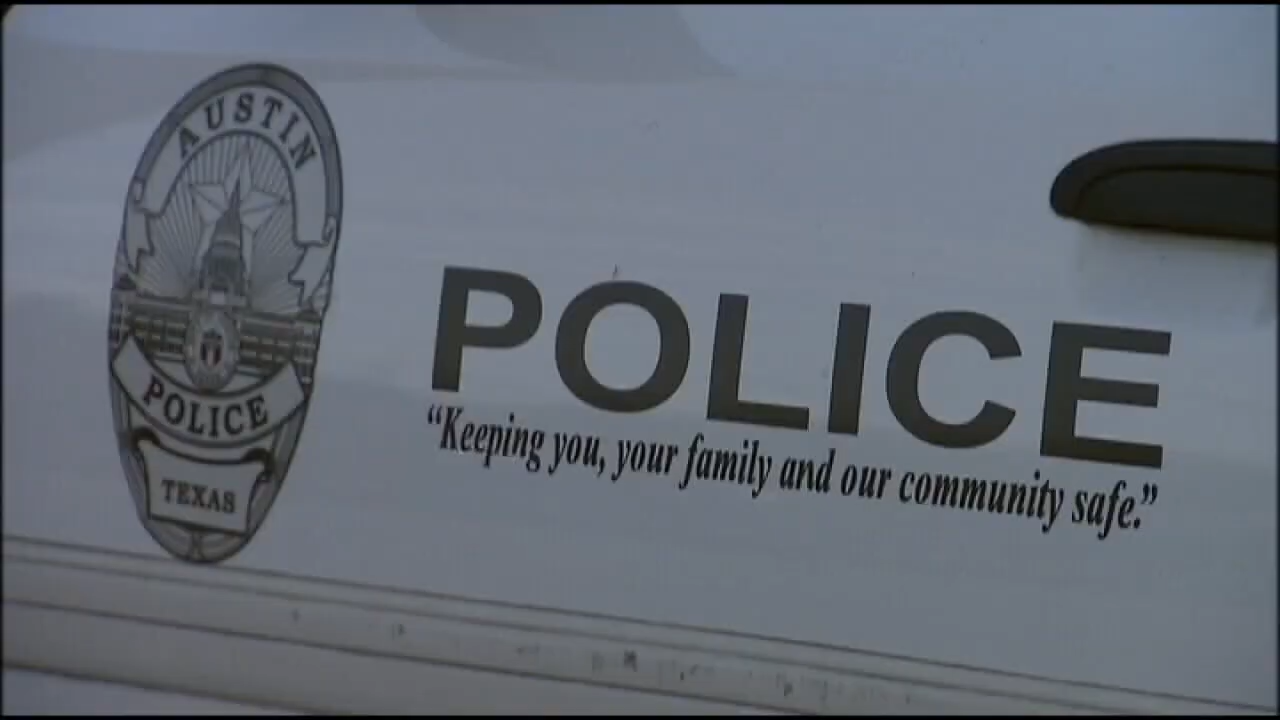 AUSTIN
POLICE
TEXAS
POLICE
“Keeping you, your family and our community safe.”